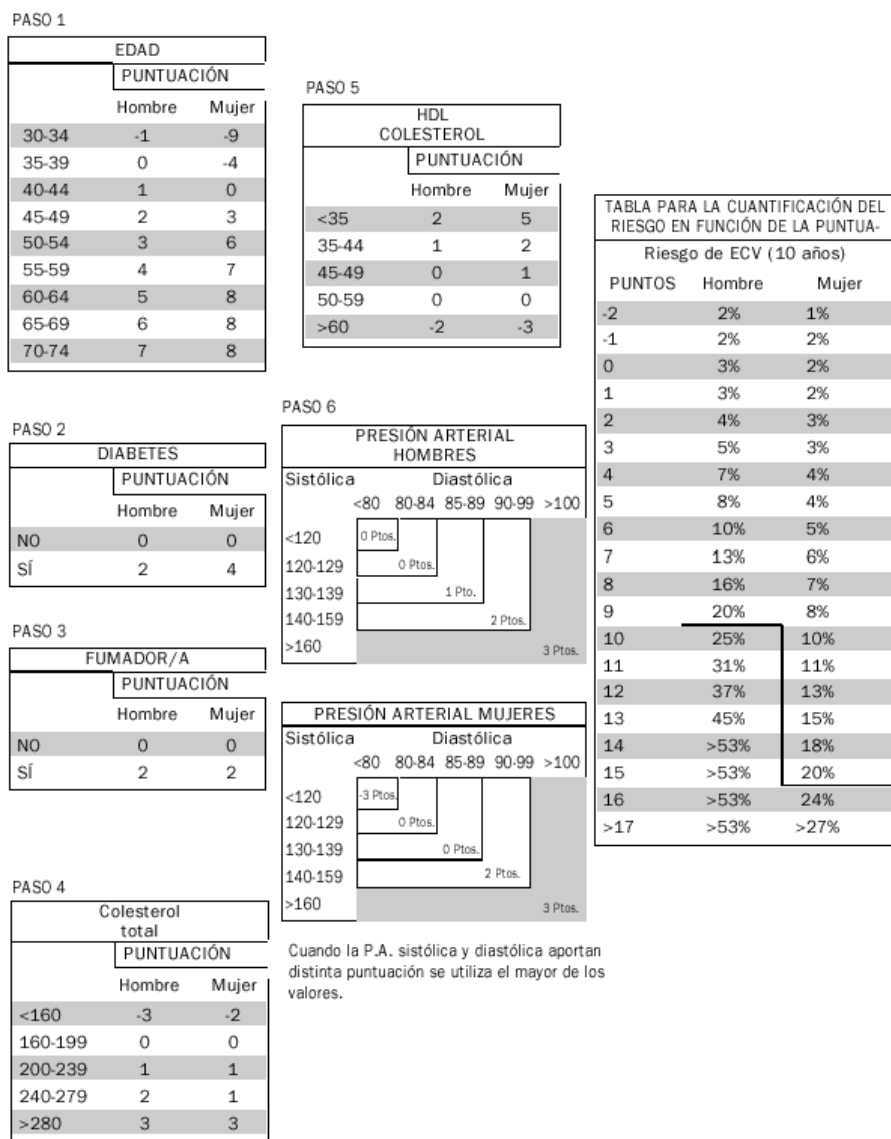 PASO 1
EDAD
PUNTUACIÓN
Hombre Mujer
30-34 -1 -9
35-39 0 -4
40-44 1 0
45-49 2 3
50-54 3 6
55-59 4 7
60-64 5 8
65-69 6 8
70-74 7 8
PASO 2
DIABETES
PUNTUACIÓN
Hombre Mujer
NO 0 0
SÍ 2 4
PASO 3
FUMADOR/A
PUNTUACIÓN
Hombre Mujer
NO 0 0
SÍ 2 2
PASO 4
Colesterol
total
PUNTUACIÓN
Hombre Mujer
<160 -3 -2
160-199 0 0
200-239 1 1
240-279 2 1
>280 3 3
PASO 5
HDL
COLESTEROL
PUNTUACIÓN
Hombre Mujer
<35 2 5
35-44 1 2
45-49 0 1
50-59 0 0
>60 -2 -3
PASO 6
PRESIÓN ARTERIAL
HOMBRES
Sistólica Diastólica
<80 80-84 85-89 90-99 >100
<120 0 Ptos.
120-129 0 Ptos.
130-139 1 Pto.
140-159 2 Ptos.
>160 3 Ptos.
PRESIÓN ARTERIAL MUJERES
Sistólica Diastólica
<80 80-84 85-89 90-99 >100
<120 -3 Ptos.
120-129 0 Ptos.
130-139 0 Ptos.
140-159 2 Ptos.
>160 3 Ptos.
Cuando la P.A. sistólica y diastólica aportan
distinta puntuación se utiliza el mayor de los
valores.
TABLA PARA LA CUANTIFICACIÓN DEL
RIESGO EN FUNCIÓN DE LA PUNTUA-
Riesgo de ECV (10 años)
PUNTOS Hombre Mujer
-2 2% 1%
-1 2% 2%
0 3% 2%
1 3% 2%
2 4% 3%
3 5% 3%
4 7% 4%
5 8% 4%
6 10% 5%
7 13% 6%
8 16% 7%
9 20% 8%
10 25% 10%
11 31% 11%
12 37% 13%
13 45% 15%
14 >53% 18%
15 >53% 20%
16 >53% 24%
>17 >53% >27%